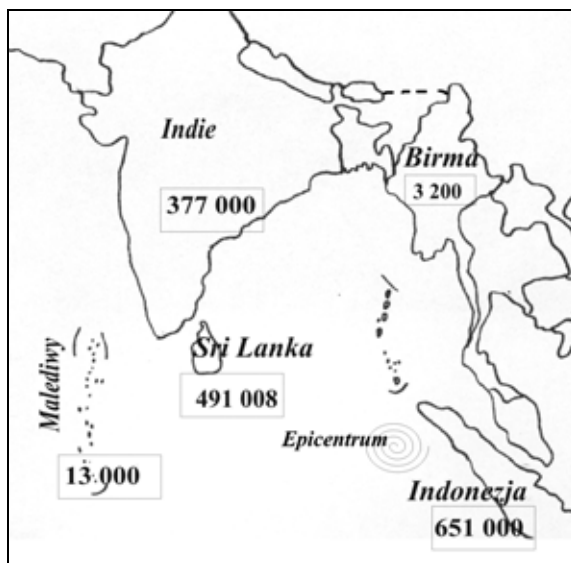 Indie
377 000
Birma
3 200
Malediwy
13 000
Sri Lanka
491 008
Epicentrum
Indonezja
651 000